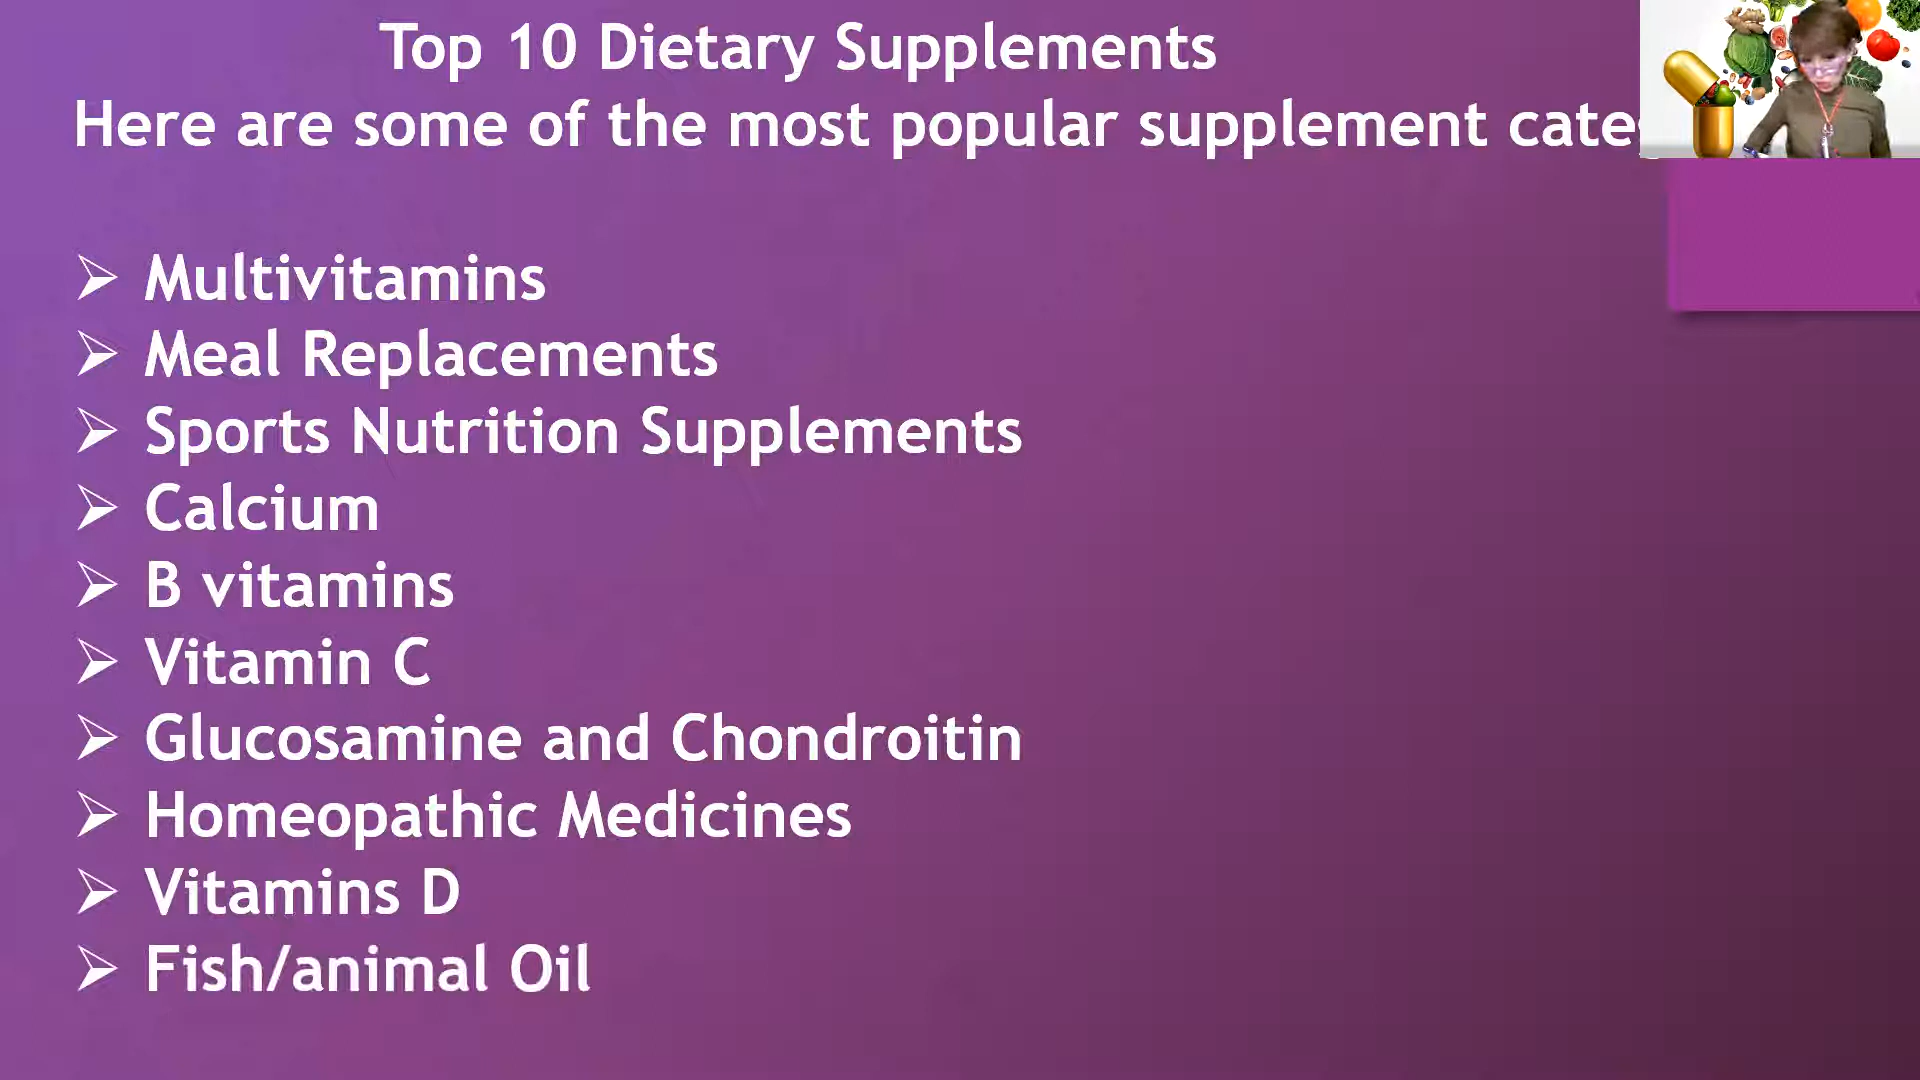 Top 10 Dietary Supplements
Here are some of the most popular supplement
Multivitamins
Meal Replacements
Sports Nutrition Supplements
Calcium
B vitamins
Vitamin C
Glucosamine and Chondroitin
Homeopathic Medicines
Vitamins D
Fish/animal Oil